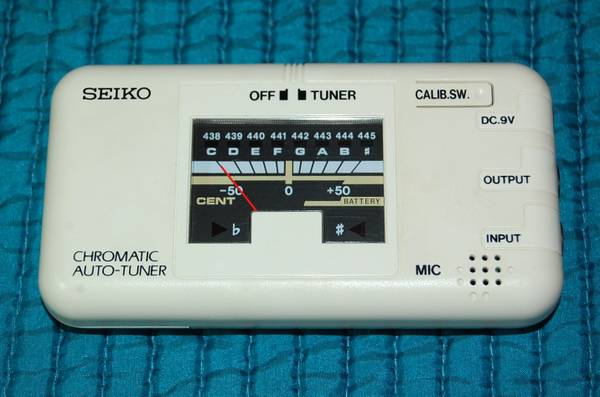 SEIKO
OFF TUNER
CALIB.SW.
DC.9V
438 439 440 441 442 443 444 445
C D E F G A B ♯
-50 0 +50
CENT BATTERY
♭ ♯
OUTPUT
INPUT
CHROMATIC
AUTO-TUNER
MIC